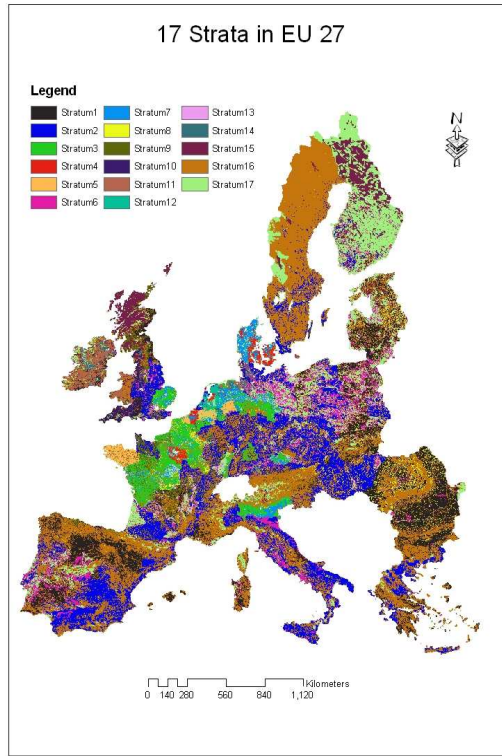 17 Strata in EU 27
Legend
Stratum1
Stratum2
Stratum3
Stratum4
Stratum5
Stratum6
Stratum7
Stratum8
Stratum9
Stratum10
Stratum11
Stratum12
Stratum13
Stratum14
Stratum15
Stratum16
Stratum17
N
Kilometers
0 140 280 560 840 1,120